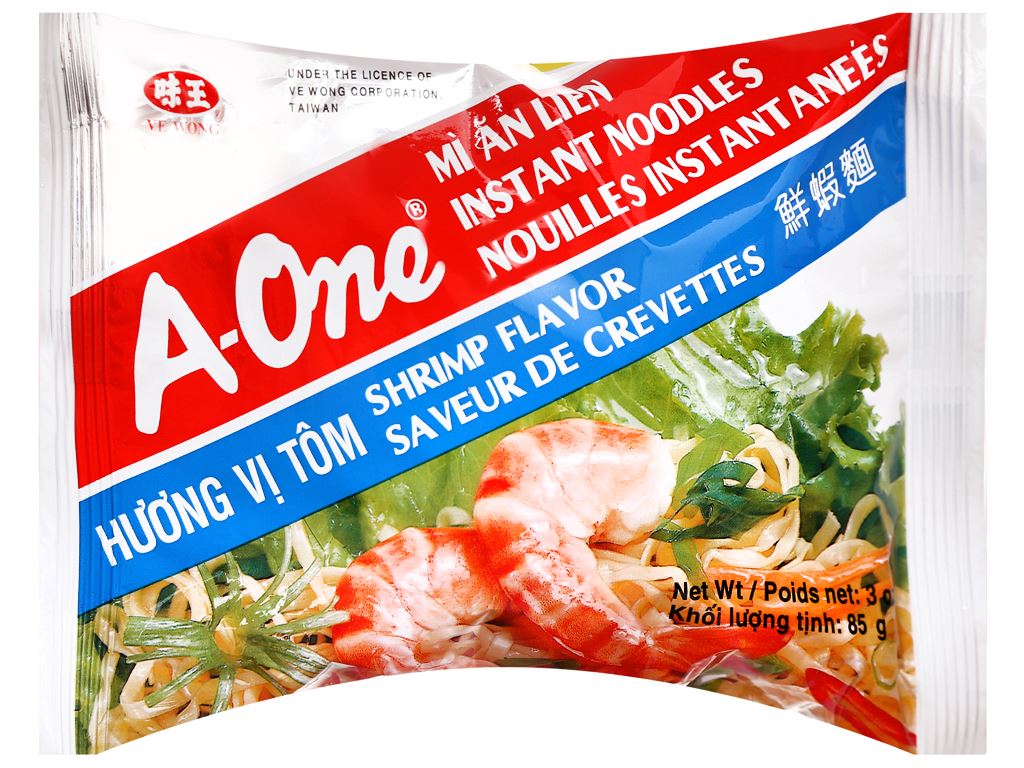 味王
VE WONG
UNDER THE LICENCE OF
VE WONG CORPORATION,
TAIWAN
MÌ ĂN LIỀN
INSTANT NOODLES
NOUILLES INSTANTANEÉS
A-One®
HƯƠNG VỊ TÔM
SHRIMP FLAVOR
SAVEUR DE CREVETTES
鮮蝦麵
Net Wt / Poids net: 3 o
Khối lượng tịnh: 85 g